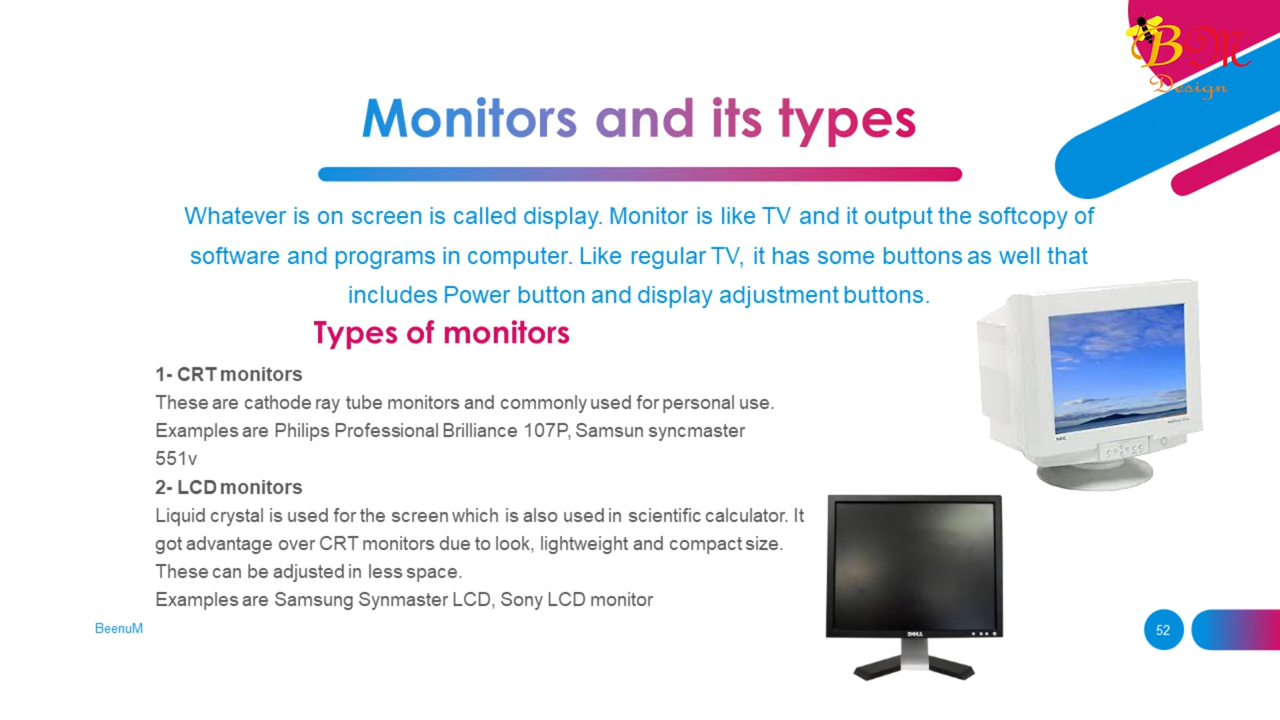 BM
Design
Monitors and its types
Whatever is on screen is called display. Monitor is like TV and it output the softcopy of
software and programs in computer. Like regular TV, it has some buttons as well that
includes Power button and display adjustment buttons.
Types of monitors
1- CRT monitors
These are cathode ray tube monitors and commonly used for personal use.
Examples are Philips Professional Brilliance 107P, Samsun syncmaster
551v
2- LCD monitors
Liquid crystal is used for the screen which is also used in scientific calculator. It
got advantage over CRT monitors due to look, lightweight and compact size.
These can be adjusted in less space.
Examples are Samsung Synmaster LCD, Sony LCD monitor
NEC
DELL
BeenuM
52